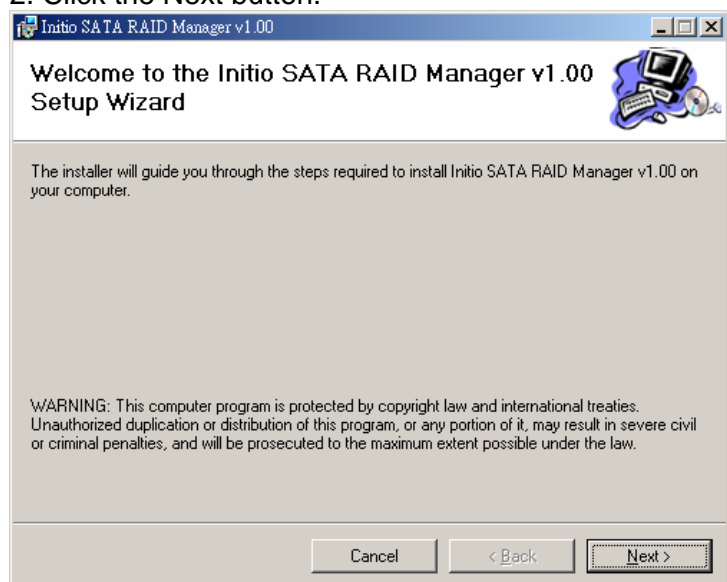 2. Click the Next button.
Initio SATA RAID Manager v1.00
Welcome to the Initio SATA RAID Manager v1.00
Setup Wizard
The installer will guide you through the steps required to install Initio SATA RAID Manager v1.00 on
your computer.
WARNING: This computer program is protected by copyright law and international treaties.
Unauthorized duplication or distribution of this program, or any portion of it, may result in severe civil
or criminal penalties, and will be prosecuted to the maximum extent possible under the law.
Cancel < Back Next >